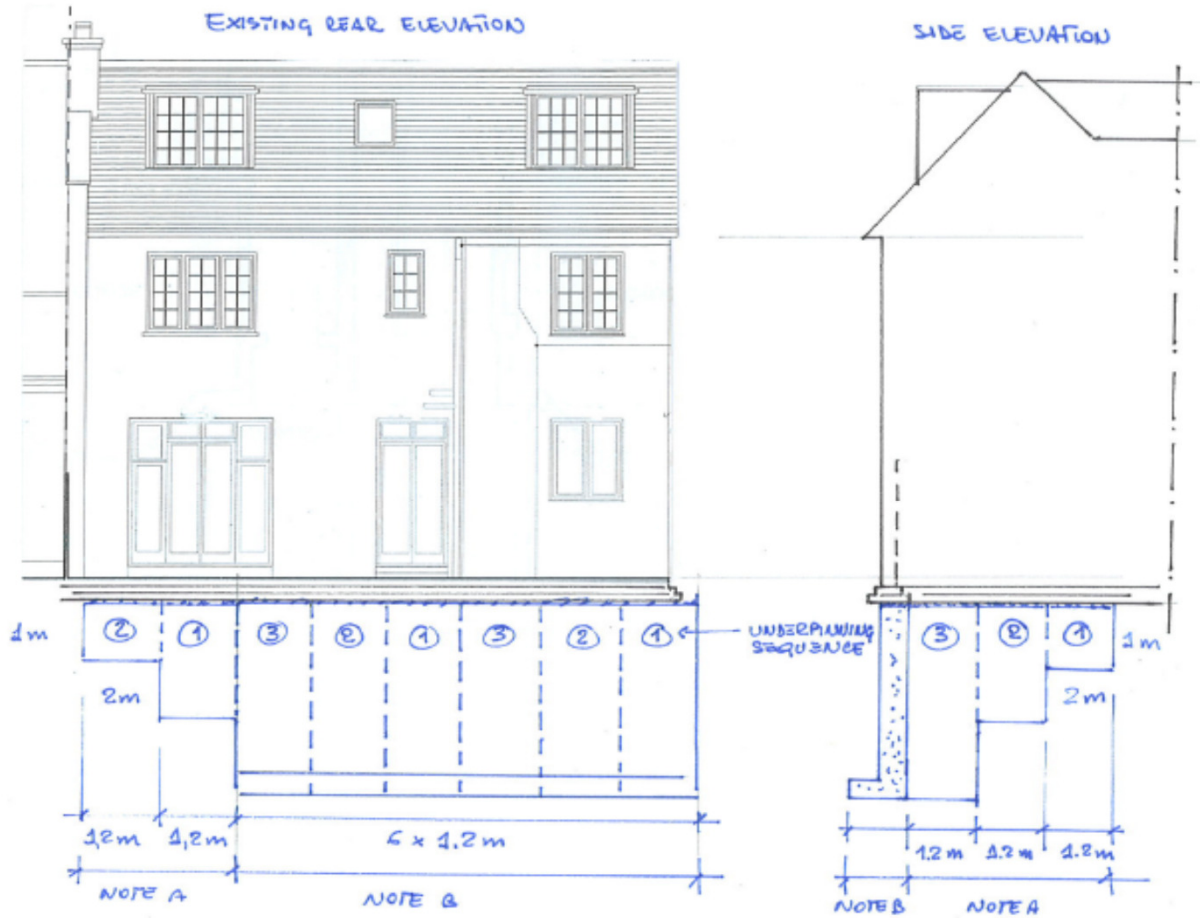 EXISTING REAR ELEVATION
SIDE ELEVATION
1m
2
1
3
2
1
3
2
1
UNDERPINNING
SEQUENCE
3
2
1
1m
2m
2m
1,2m
1,2m
6 x 1.2m
1.2m
1.2m
1.2m
NOTE A
NOTE B
NOTE B
NOTE A